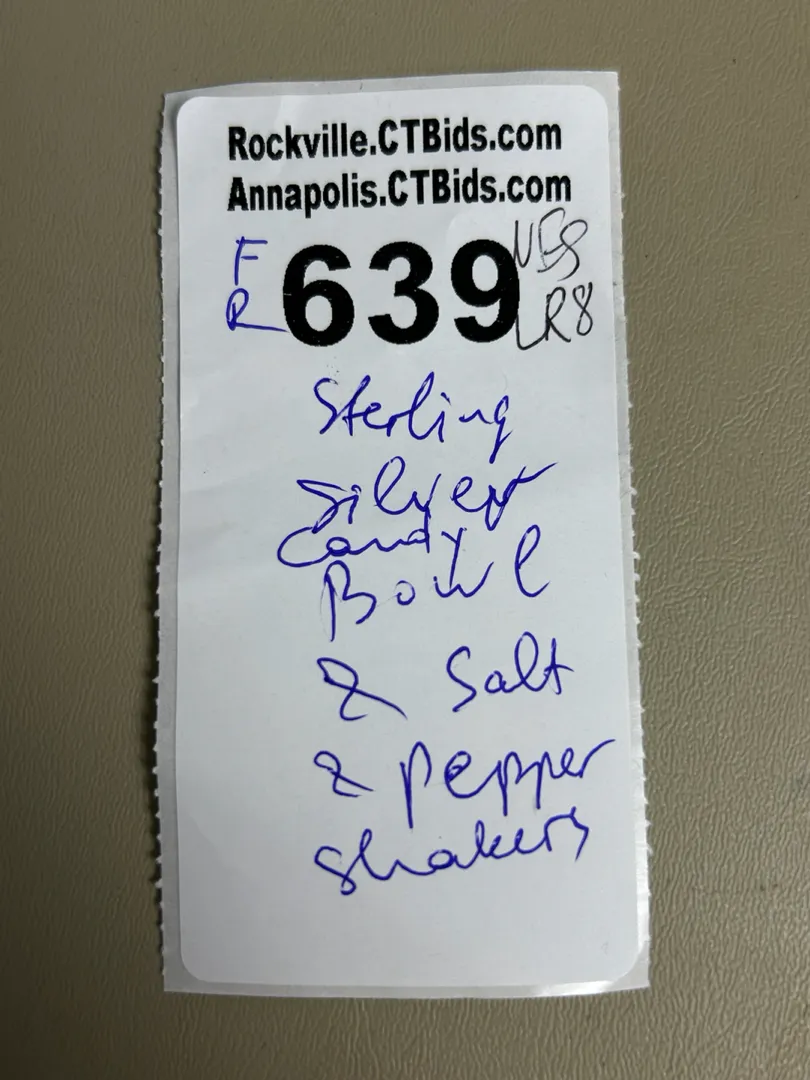 Rockville.CTBids.com
Annapolis.CTBids.com
F
R
639
LR8
Sterling
Silver
Candy
Bowl
& Salt
& pepper
shakers